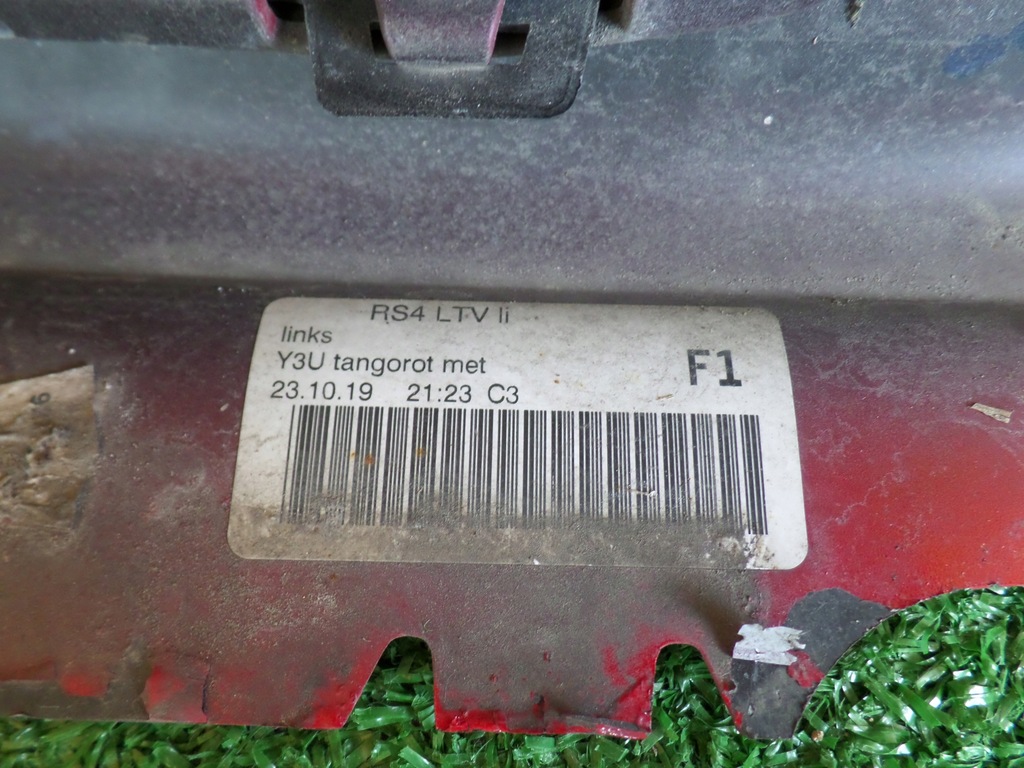 RS4 LTV li
links
Y3U tangorot met
F1
23.10.19 21:23 C3